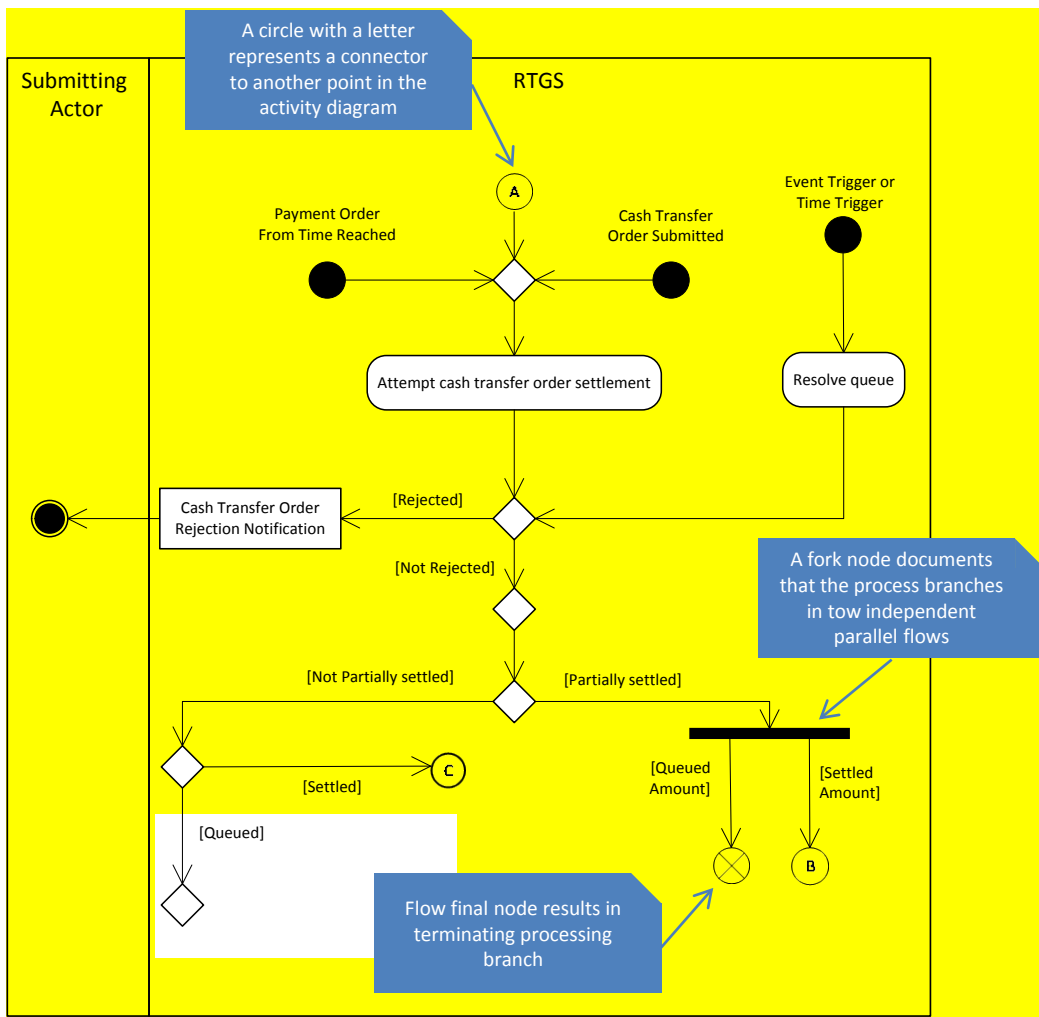 A circle with a letter
represents a connector
to another point in the
activity diagram
Submitting
Actor
RTGS
A
Event Trigger or
Time Trigger
Payment Order
From Time Reached
Cash Transfer
Order Submitted
Attempt cash transfer order settlement
Resolve queue
Cash Transfer Order
Rejection Notification
[Rejected]
[Not Rejected]
A fork node documents
that the process branches
in tow independent
parallel flows
[Not Partially settled]
[Partially settled]
C
[Settled]
[Queued
Amount]
[Settled
Amount]
[Queued]
B
Flow final node results in
terminating processing
branch